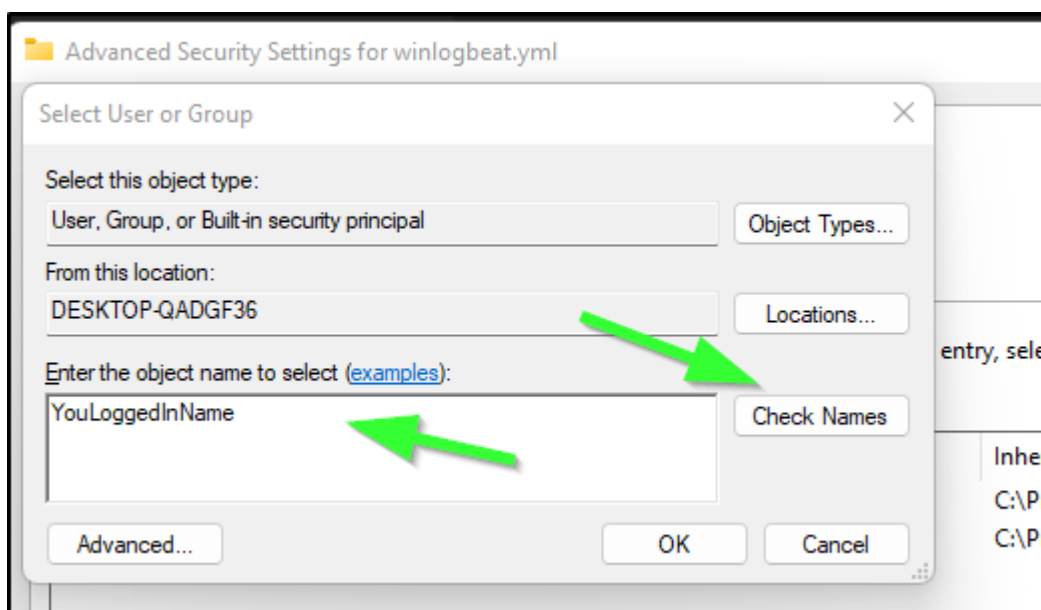 Advanced Security Settings for winlogbeat.yml
Select User or Group
Select this object type:
User, Group, or Built-in security principal
Object Types...
From this location:
DESKTOP-QADGF36
Locations...
Enter the object name to select (examples):
YouLoggedInName
Check Names
Advanced...
OK
Cancel
entry, sele
Inhe
C:\P
C:\P